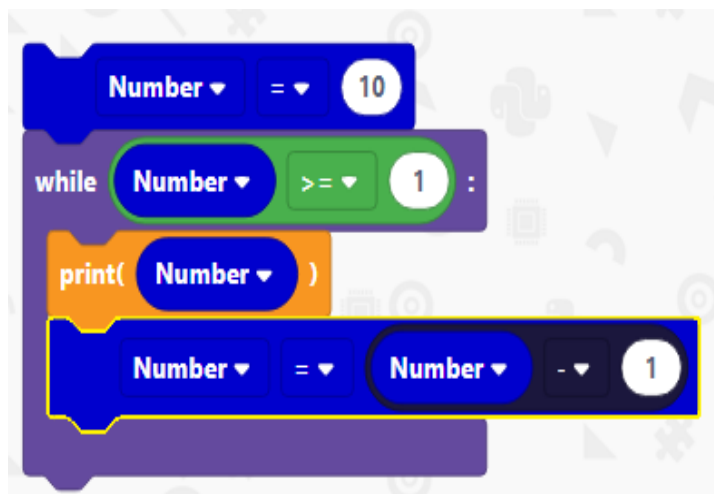 Number = 10
while Number >= 1 :
print( Number )
Number = Number - 1